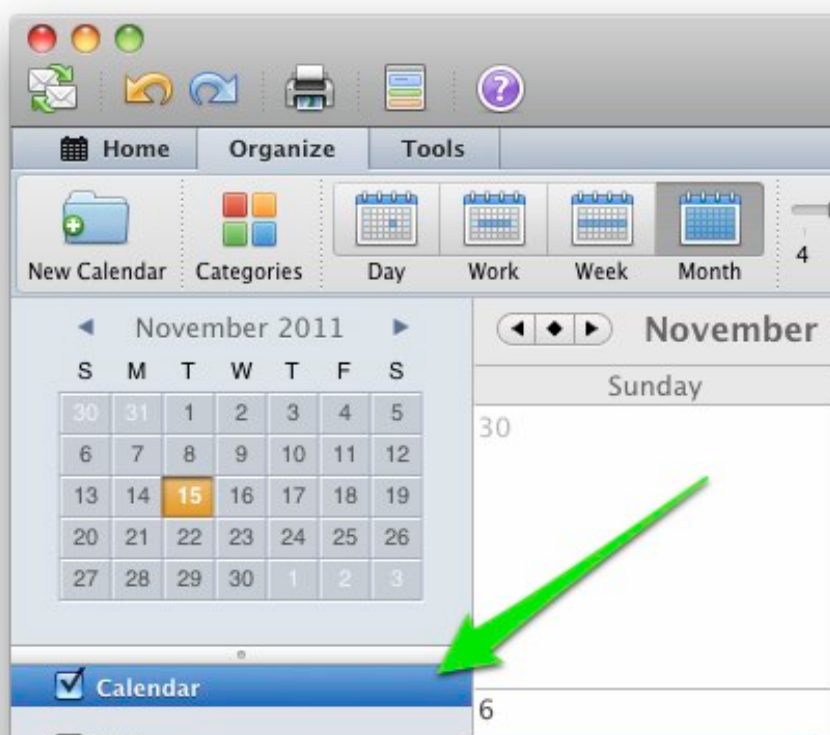 Home Organize Tools
New Calendar Categories Day Work Week Month 4
November 2011 November
S M T W T F S Sunday
30 31 1 2 3 4 5 30
6 7 8 9 10 11 12
13 14 15 16 17 18 19
20 21 22 23 24 25 26
27 28 29 30 1 2 3
Calendar
6